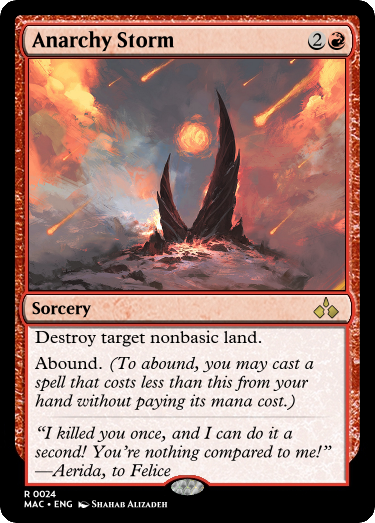 Anarchy Storm 2
Sorcery
Destroy target nonbasic land.
Abound. (To abound, you may cast a
spell that costs less than this from your
hand without paying its mana cost.)
“I killed you once, and I can do it a
second! You’re nothing compared to me!”
—Aerida, to Felice
R 0024
MAC • ENG Shahab Alizadeh